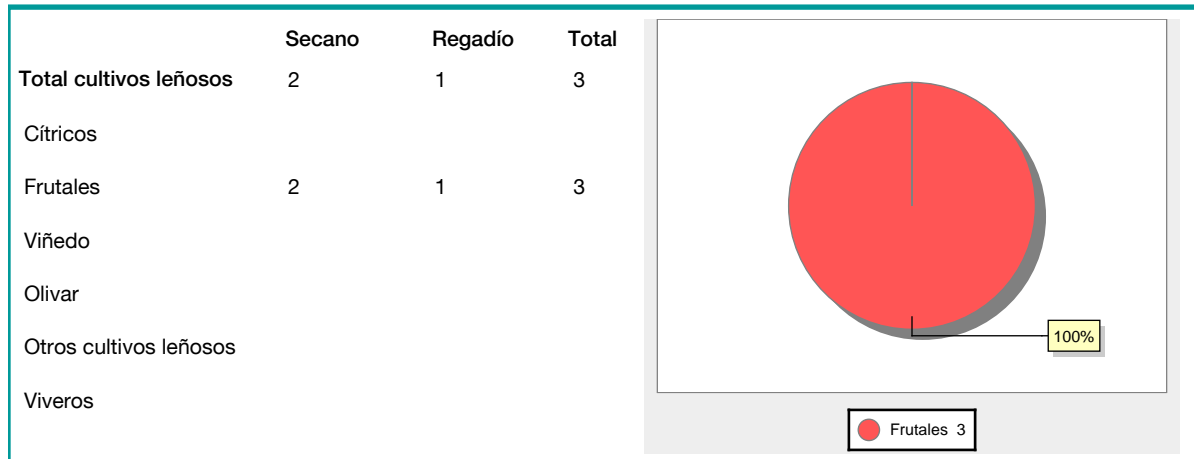 Secano Regadío Total
Total cultivos leñosos 2 1 3
Cítricos
Frutales 2 1 3
Viñedo
Olivar
Otros cultivos leñosos
Viveros
100%
Frutales 3